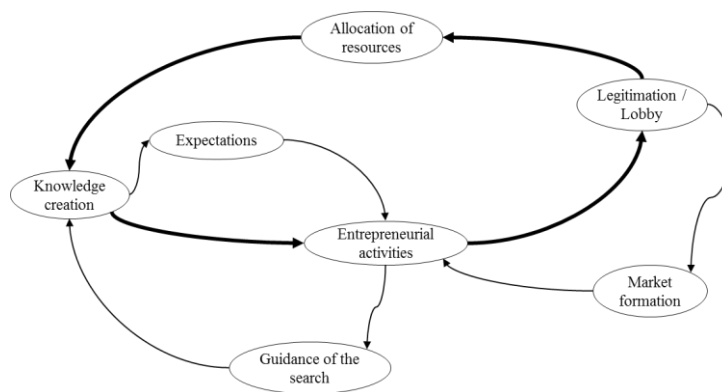 Allocation of
resources
Legitimation /
Lobby
Expectations
Knowledge
creation
Entrepreneurial
activities
Market
formation
Guidance of the
search